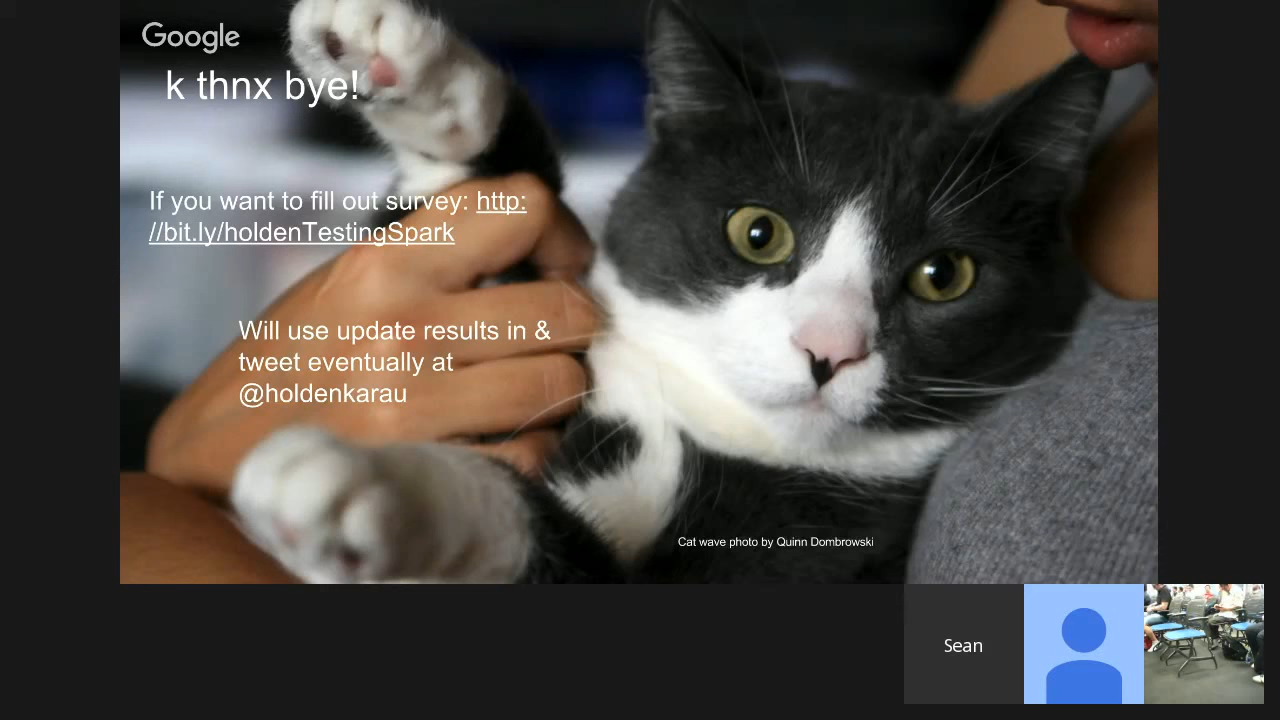 Google
k thnx bye!
If you want to fill out survey: http:
//bit.ly/holdenTestingSpark
Will use update results in &
tweet eventually at
@holdenkarau
Cat wave photo by Quinn Dombrowski
Sean